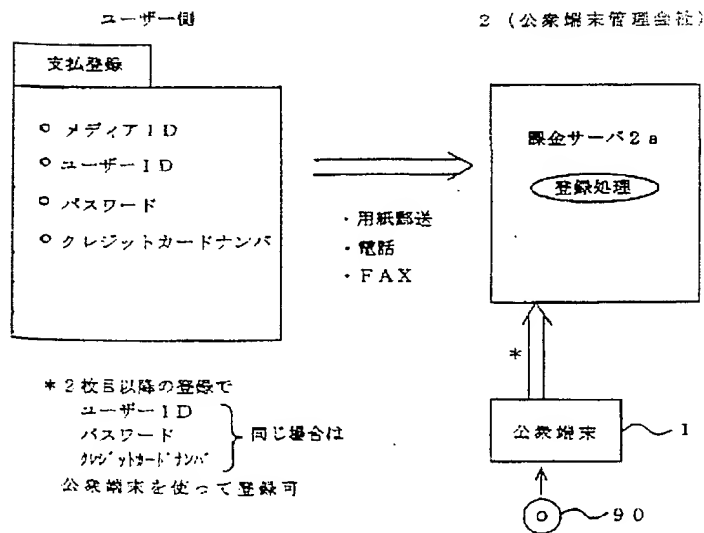 ユーザー側
2 (公衆端末管理会社)
支払登録
メディアID
ユーザーID
パスワード
クレジットカードナンバ
・用紙郵送
・電話
・FAX
課金サーバ2a
登録処理
*
*2枚目以降の登録で
ユーザーID
パスワード
クレジットカードナンバ
同じ場合は
公衆端末を使って登録可
公衆端末
1
90